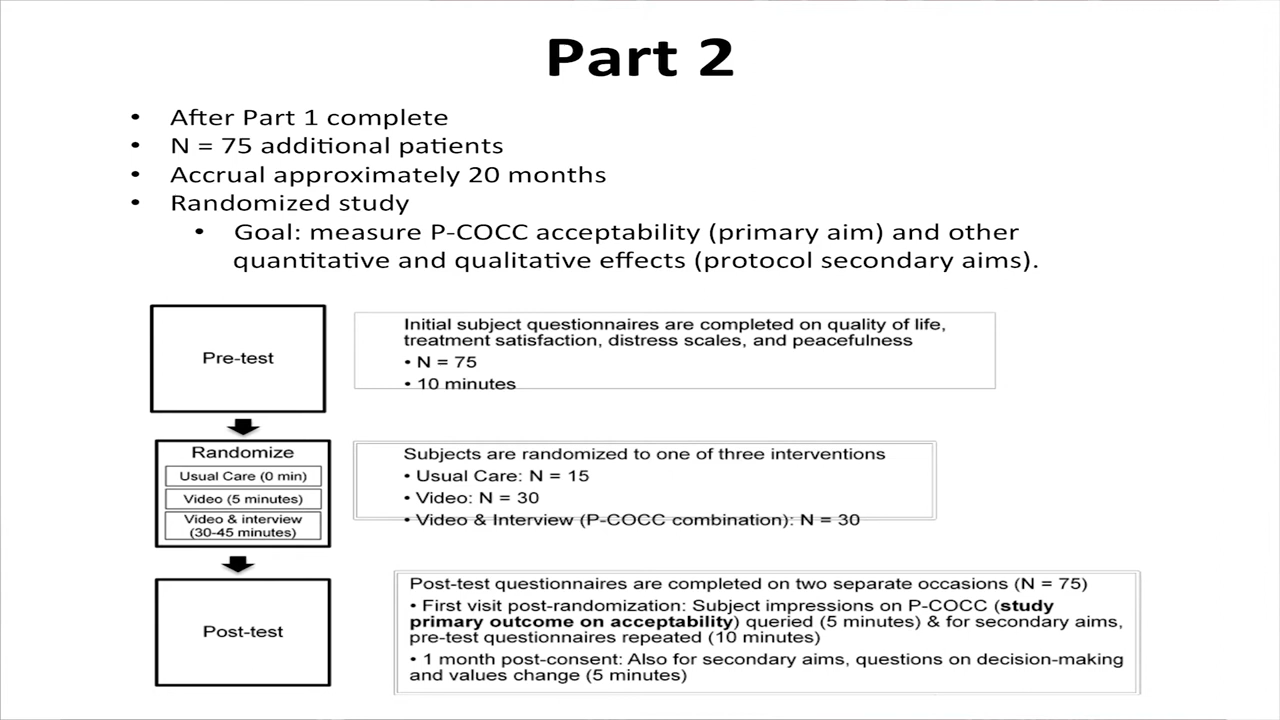 Part 2
• After Part 1 complete
• N = 75 additional patients
• Accrual approximately 20 months
• Randomized study
• Goal: measure P-COCC acceptability (primary aim) and other
quantitative and qualitative effects (protocol secondary aims).
Pre-test
Initial subject questionnaires are completed on quality of life,
treatment satisfaction, distress scales, and peacefulness
• N = 75
• 10 minutes
Randomize
Usual Care (0 min)
Video (5 minutes)
Video & interview
(30-45 minutes)
Subjects are randomized to one of three interventions
• Usual Care: N = 15
• Video: N = 30
• Video & Interview (P-COCC combination): N = 30
Post-test
Post-test questionnaires are completed on two separate occasions (N = 75)
• First visit post-randomization: Subject impressions on P-COCC (study
primary outcome on acceptability) queried (5 minutes) & for secondary aims,
pre-test questionnaires repeated (10 minutes)
• 1 month post-consent: Also for secondary aims, questions on decision-making
and values change (5 minutes)